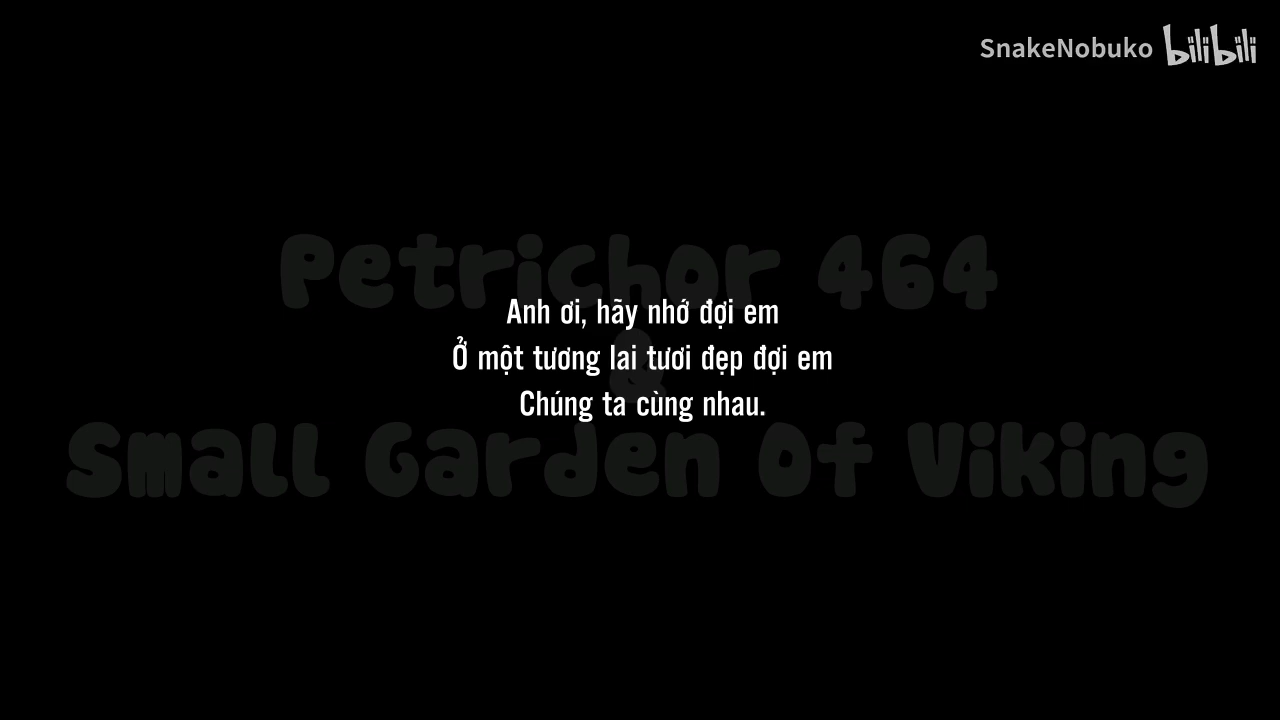 SnakeNobuko bilibili
Petrichor 464
Anh ơi, hãy nhớ đợi em
Ở một tương lai tươi đẹp đợi em
&
Chúng ta cùng nhau.
Small Garden Of Viking